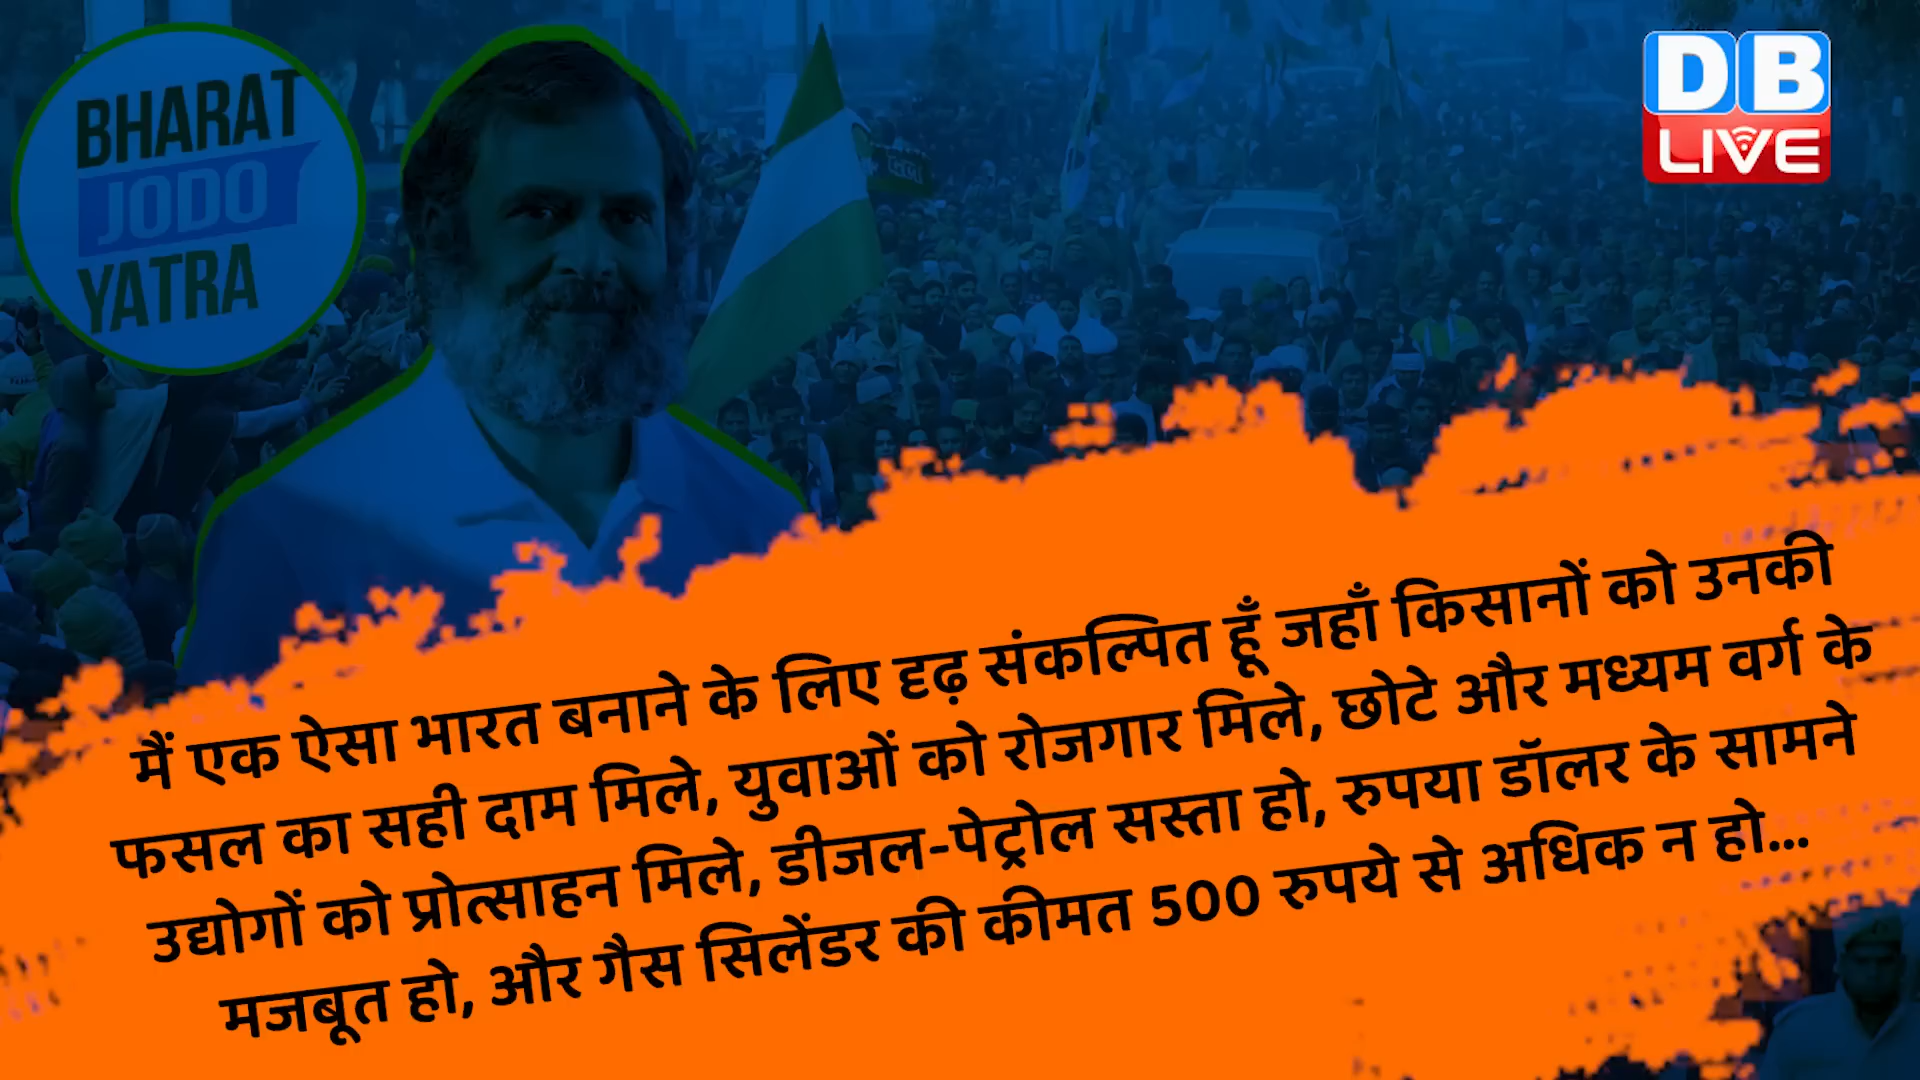 BHARAT
JODO
YATRA
DB
LIVE
मैं एक ऐसा भारत बनाने के लिए दृढ़ संकल्पित हूँ जहाँ किसानों को उनकी
फसल का सही दाम मिले, युवाओं को रोजगार मिले, छोटे और मध्यम वर्ग के
उद्योगों को प्रोत्साहन मिले, डीजल-पेट्रोल सस्ता हो, रुपया डॉलर के सामने
मजबूत हो, और गैस सिलेंडर की कीमत 500 रुपये से अधिक न हो...